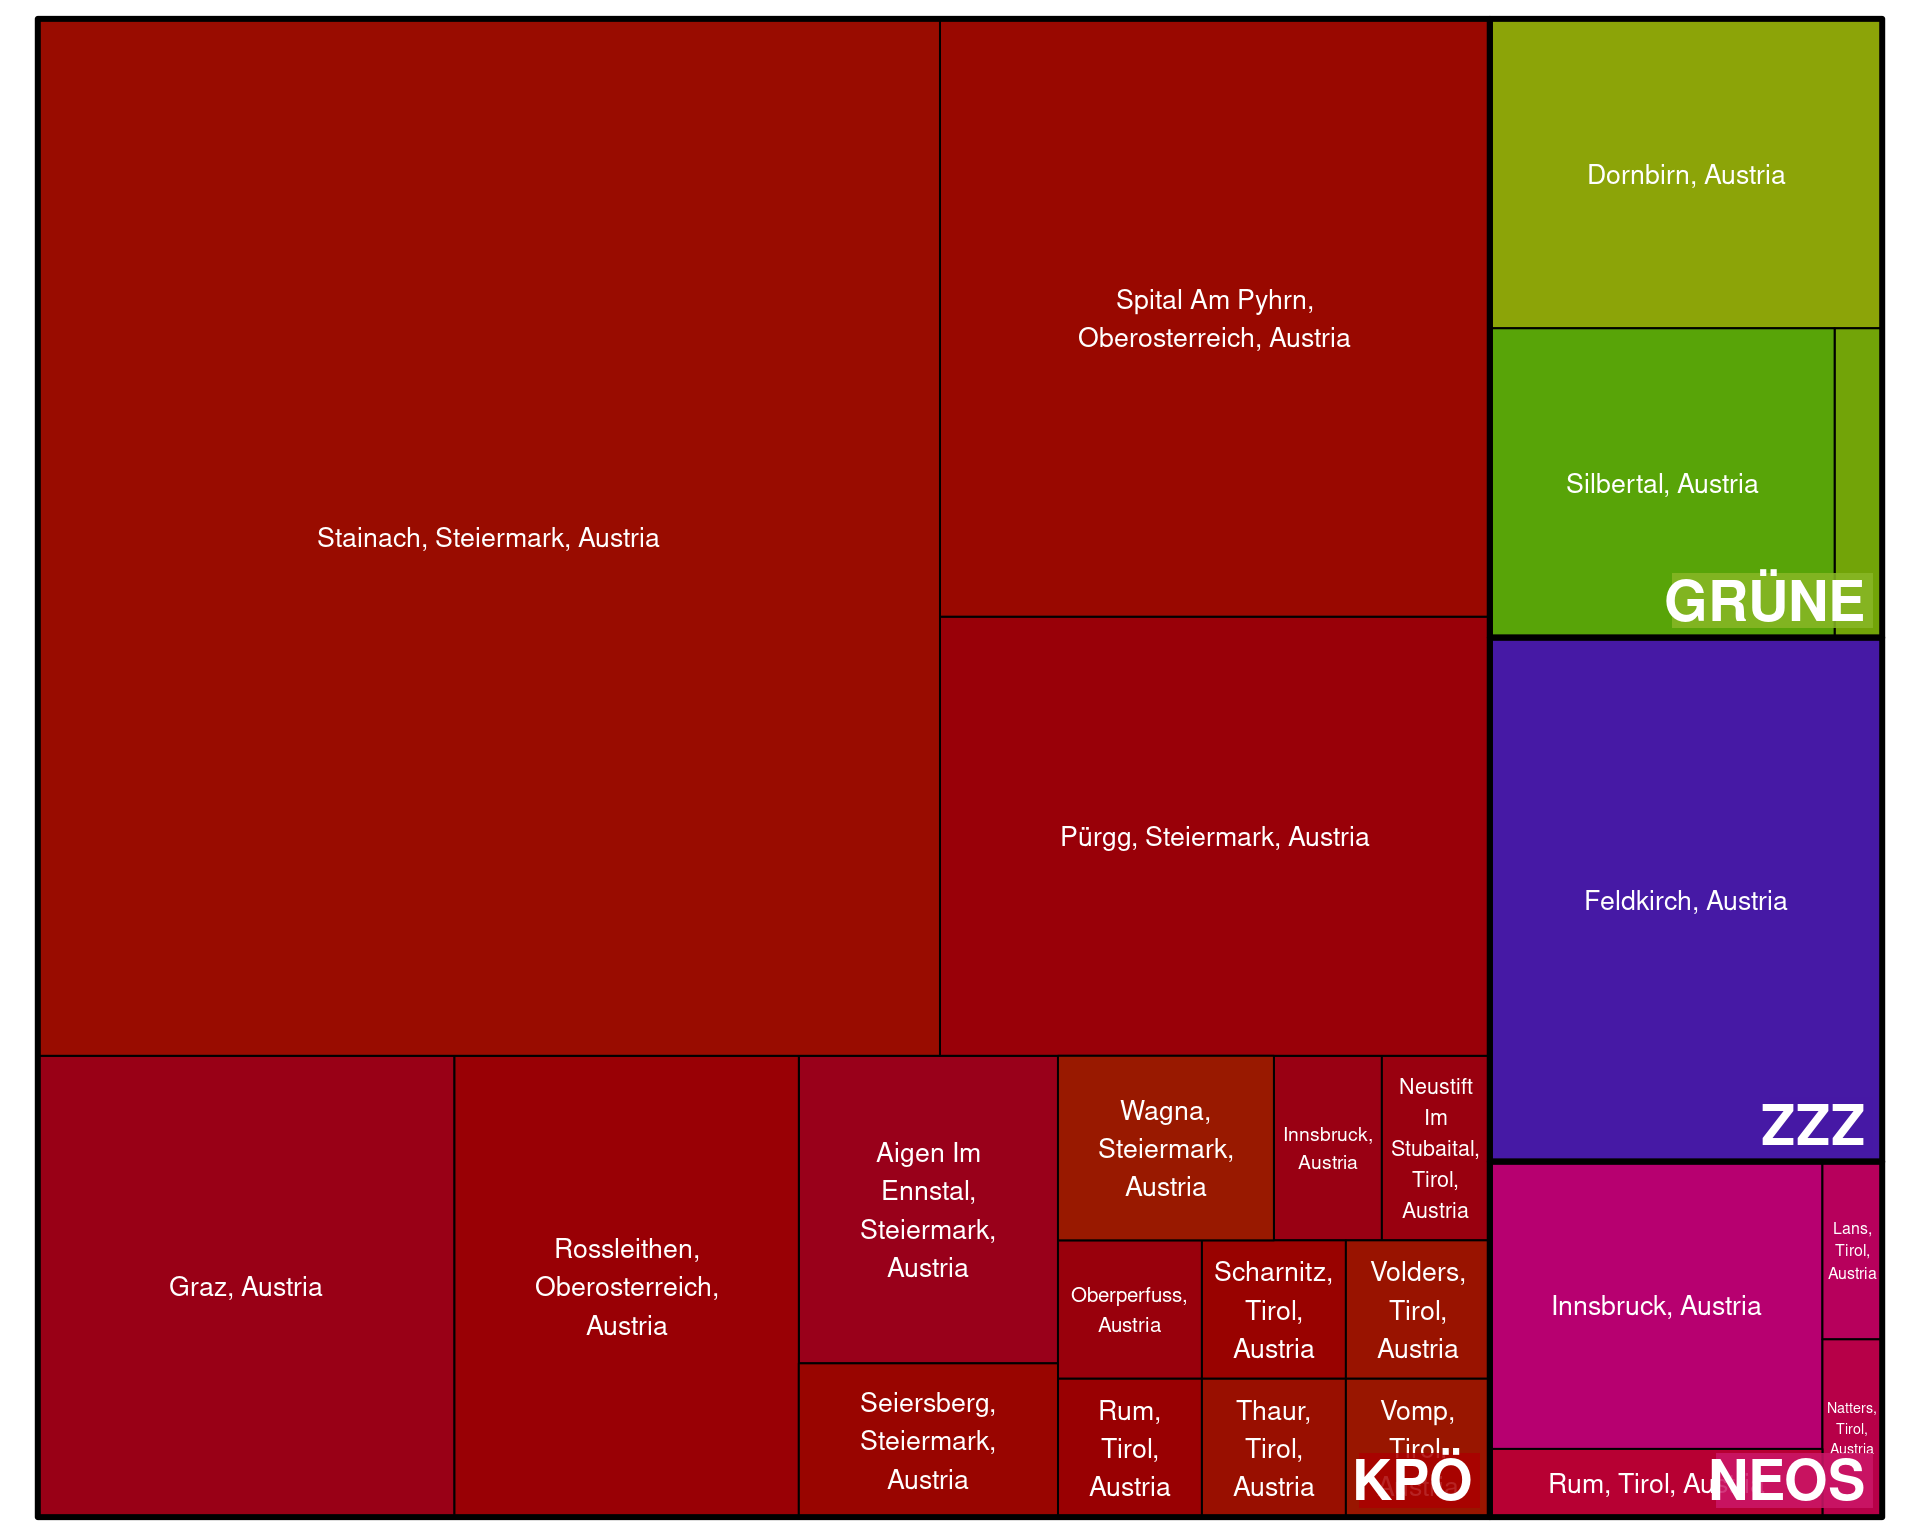 Stainach, Steiermark, Austria
Spital Am Pyhrn,
Oberosterreich, Austria
Pürgg, Steiermark, Austria
Graz, Austria
Rossleithen,
Oberosterreich,
Austria
Aigen Im
Ennstal,
Steiermark,
Austria
Seiersberg,
Steiermark,
Austria
Wagna,
Steiermark,
Austria
Innsbruck,
Austria
Neustift
Im
Stubaital,
Tirol,
Austria
Oberperfuss,
Austria
Scharnitz,
Tirol,
Austria
Volders,
Tirol,
Austria
Rum,
Tirol,
Austria
Thaur,
Tirol,
Austria
Vomp,
Tirol,
KPÖ
Dornbirn, Austria
Silbertal, Austria
GRÜNE
Feldkirch, Austria
ZZZ
Innsbruck, Austria
Lans,
Tirol,
Austria
Natters,
Tirol,
Austria
Rum, Tirol,
NEOS